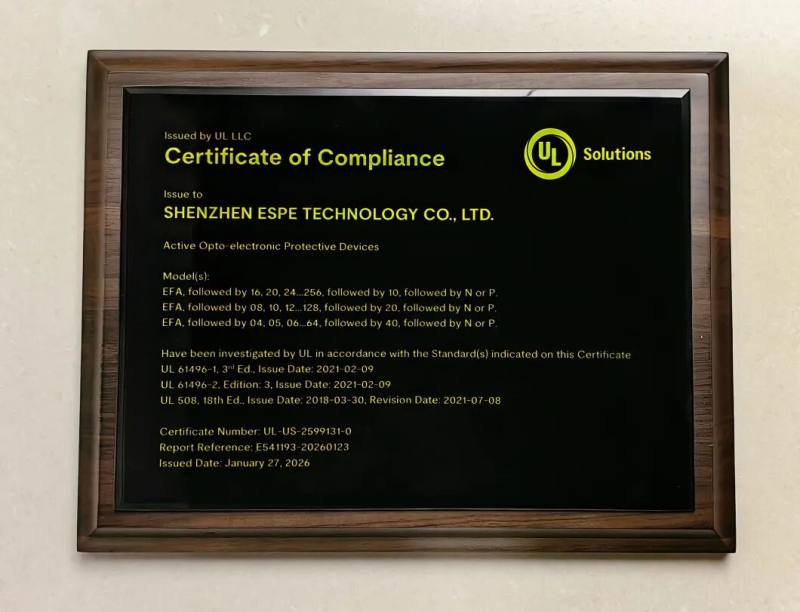 Issued by UL LLC
Certificate of Compliance
UL Solutions
Issue to
SHENZHEN ESPE TECHNOLOGY CO., LTD.
Active Opto-electronic Protective Devices
Model(s):
EFA, followed by 16, 20, 24...256, followed by 10, followed by N or P.
EFA, followed by 08, 10, 12...128, followed by 20, followed by N or P.
EFA, followed by 04, 05, 06...64, followed by 40, followed by N or P.
Have been investigated by UL in accordance with the Standard(s) indicated on this Certificate
UL 61496-1, 3rd Ed., Issue Date: 2021-02-09
UL 61496-2, Edition: 3, Issue Date: 2021-02-09
UL 508, 18th Ed., Issue Date: 2018-03-30, Revision Date: 2021-07-08
Certificate Number: UL-US-2599131-0
Report Reference: E541193-20260123
Issued Date: January 27, 2026